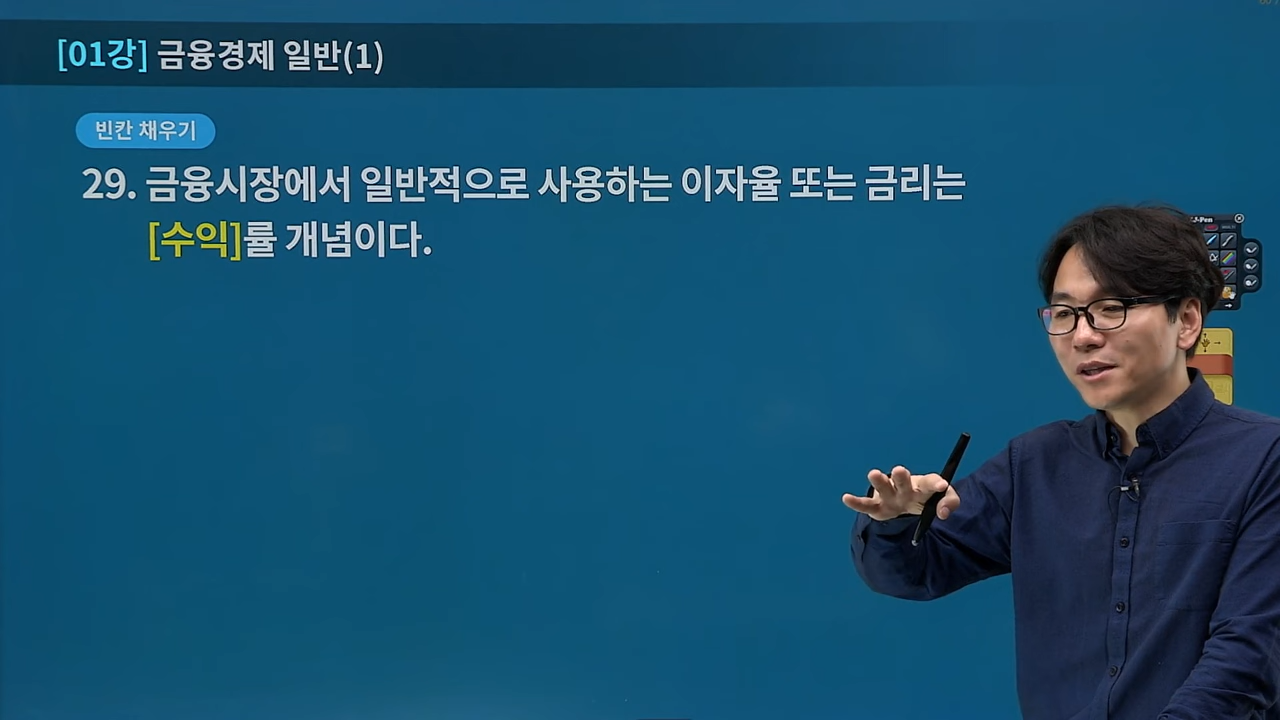 [01강] 금융경제 일반(1)
빈칸 채우기
29. 금융시장에서 일반적으로 사용하는 이자율 또는 금리는
[수익]률 개념이다.